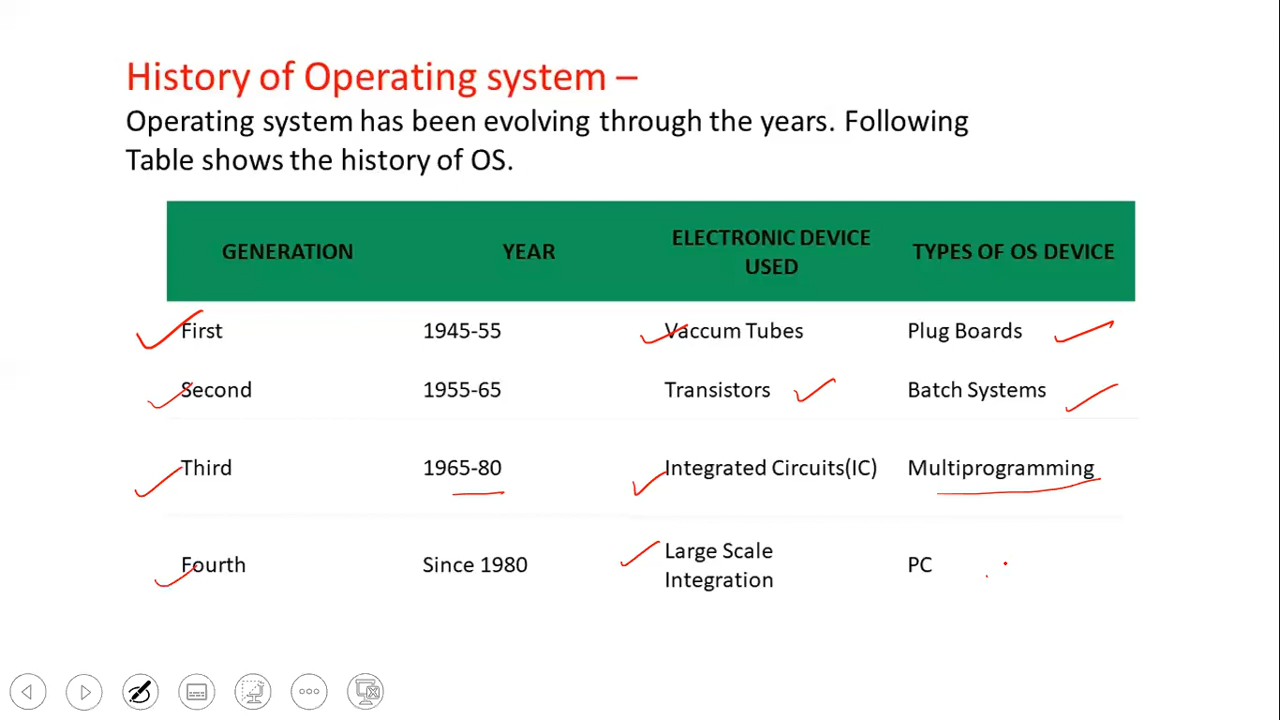 History of Operating system –
Operating system has been evolving through the years. Following
Table shows the history of OS.
GENERATION YEAR ELECTRONIC DEVICE USED TYPES OF OS DEVICE
First 1945-55 Vaccum Tubes Plug Boards
Second 1955-65 Transistors Batch Systems
Third 1965-80 Integrated Circuits(IC) Multiprogramming
Fourth Since 1980 Large Scale Integration PC